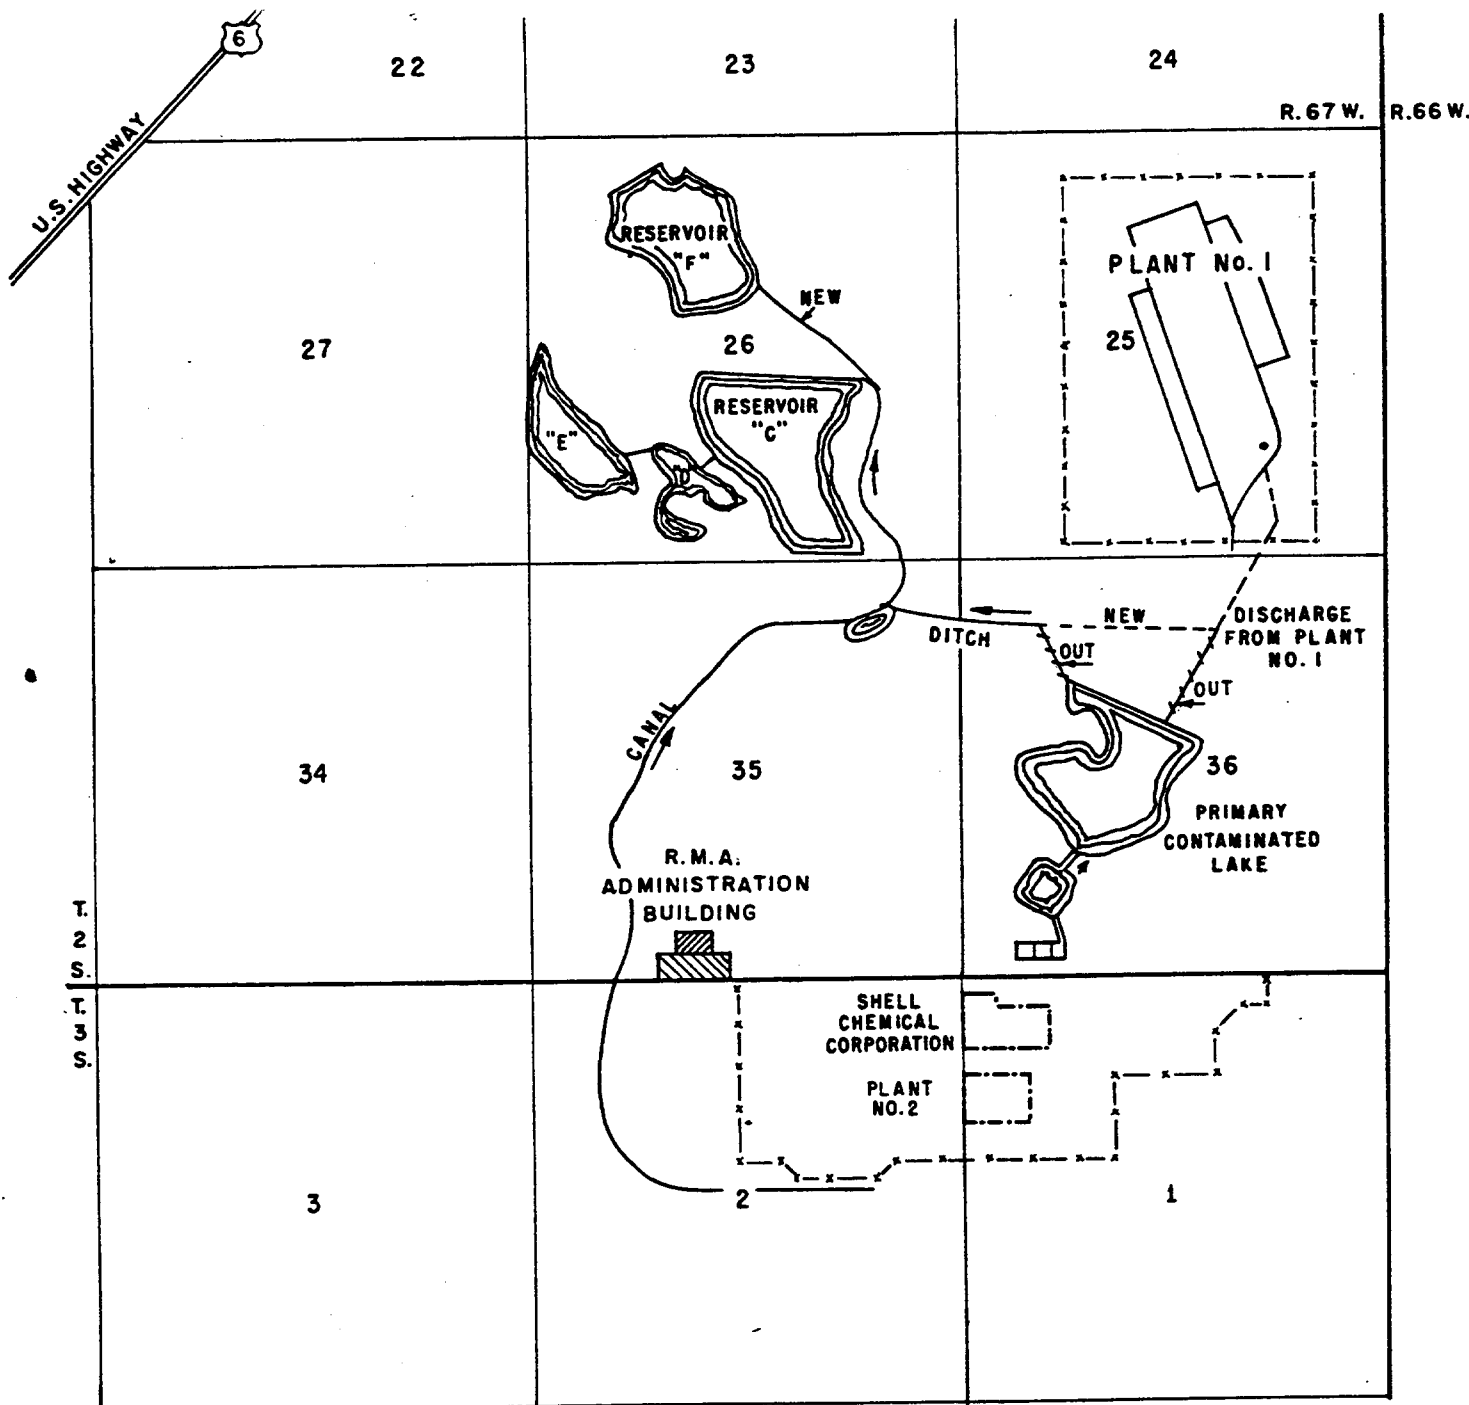 6
22
23
24
U.S. HIGHWAY
R. 67 W.
R. 66 W.
RESERVOIR
"F"
PLANT No. 1
NEW
27
26
25
RESERVOIR
"C"
"E"
"D"
NEW
DISCHARGE
FROM PLANT
NO. 1
DITCH
OUT
OUT
CANAL
34
35
36
PRIMARY
CONTAMINATED
LAKE
R.M.A.
ADMINISTRATION
BUILDING
T.
2
S.
T.
3
S.
SHELL
CHEMICAL
CORPORATION
PLANT
NO. 2
3
2
1